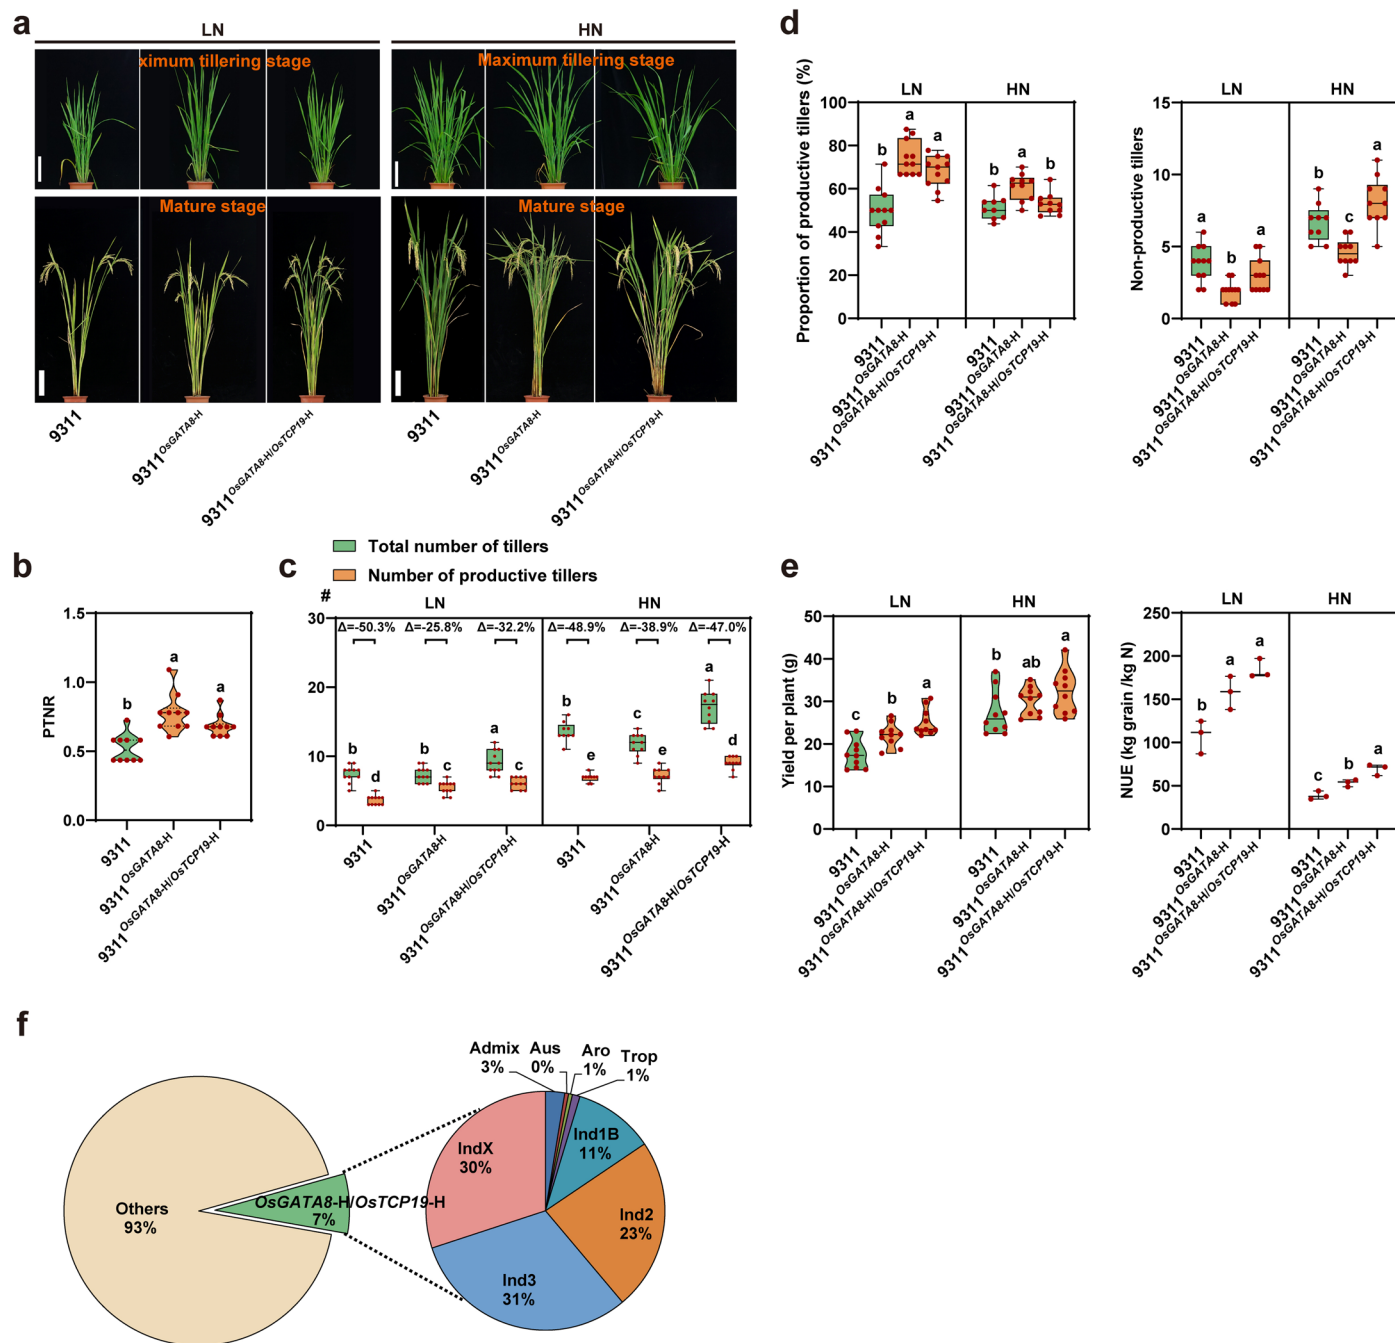 a
LN
HN
ximum tillering stage
Maximum tillering stage
Mature stage
Mature stage
9311
9311OsGATA8-H
9311OsGATA8-H/OsTCP19-H
9311
9311OsGATA8-H
9311OsGATA8-H/OsTCP19-H
d
Proportion of productive tillers (%)
LN
HN
100
80
60
40
20
0
b
a
a
b
a
b
9311
9311OsGATA8-H
9311OsGATA8-H/OsTCP19-H
9311
9311OsGATA8-H
9311OsGATA8-H/OsTCP19-H
Non-productive tillers
LN
HN
15
10
5
0
a
b
a
b
c
a
9311
9311OsGATA8-H
9311OsGATA8-H/OsTCP19-H
9311
9311OsGATA8-H
9311OsGATA8-H/OsTCP19-H
b
PTNR
1.5
1.0
0.5
0.0
b
a
a
9311
9311OsGATA8-H
9311OsGATA8-H/OsTCP19-H
c
Total number of tillers
Number of productive tillers
#
LN
HN
30
20
10
0
Δ=-50.3%
Δ=-25.8%
Δ=-32.2%
Δ=-48.9%
Δ=-38.9%
Δ=-47.0%
b
d
b
c
a
c
b
e
c
e
a
d
9311
9311OsGATA8-H
9311OsGATA8-H/OsTCP19-H
9311
9311OsGATA8-H
9311OsGATA8-H/OsTCP19-H
e
Yield per plant (g)
LN
HN
50
40
30
20
10
0
c
b
a
b
ab
a
9311
9311OsGATA8-H
9311OsGATA8-H/OsTCP19-H
9311
9311OsGATA8-H
9311OsGATA8-H/OsTCP19-H
NUE (kg grain /kg N)
LN
HN
250
200
150
100
50
0
b
a
a
c
b
a
9311
9311OsGATA8-H
9311OsGATA8-H/OsTCP19-H
9311
9311OsGATA8-H
9311OsGATA8-H/OsTCP19-H
f
Others
93%
OsGATA8-H/OsTCP19-H
7%
Admix
3%
Aus
0%
Aro
1%
Trop
1%
Ind1B
11%
Ind2
23%
Ind3
31%
IndX
30%